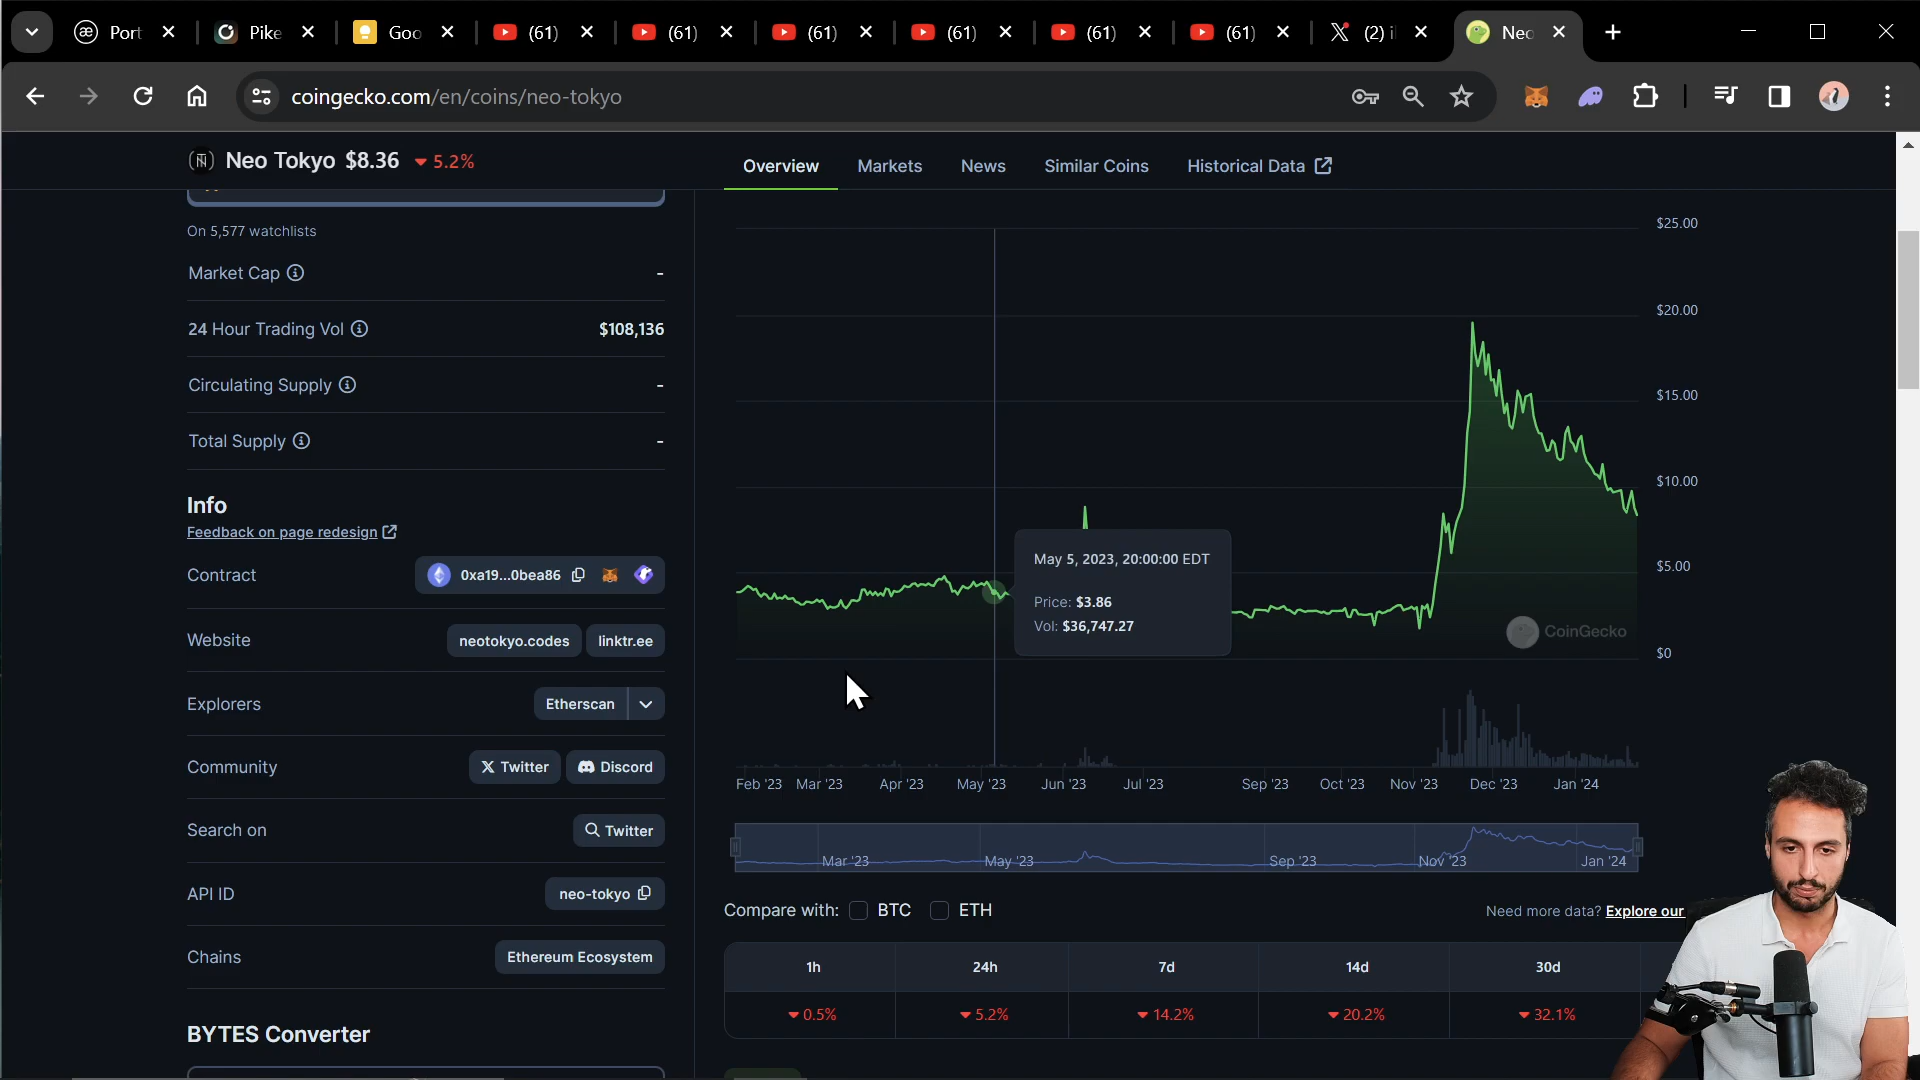 Port
Pike
Goo
(61)
(61)
(61)
(61)
(61)
(61)
(2)
Neo
coingecko.com/en/coins/neo-tokyo
Neo Tokyo $8.36 5.2%
Overview
Markets
News
Similar Coins
Historical Data
On 5,577 watchlists
Market Cap -
24 Hour Trading Vol $108,136
Circulating Supply -
Total Supply -
Info
Feedback on page redesign
Contract 0xa19...0bea86
Website neotokyo.codes linktr.ee
Explorers Etherscan
Community Twitter Discord
Search on Twitter
API ID neo-tokyo
Chains Ethereum Ecosystem
BYTES Converter
$25.00
$20.00
$15.00
$10.00
$5.00
$0
May 5, 2023, 20:00:00 EDT
Price: $3.86
Vol: $36,747.27
CoinGecko
Feb '23 Mar '23 Apr '23 May '23 Jun '23 Jul '23 Sep '23 Oct '23 Nov '23 Dec '23 Jan '24
Mar '23 May '23 Sep '23 Nov '23 Jan '24
Compare with: BTC ETH
Need more data? Explore our
1h 24h 7d 14d 30d
0.5% 5.2% 14.2% 20.2% 32.1%